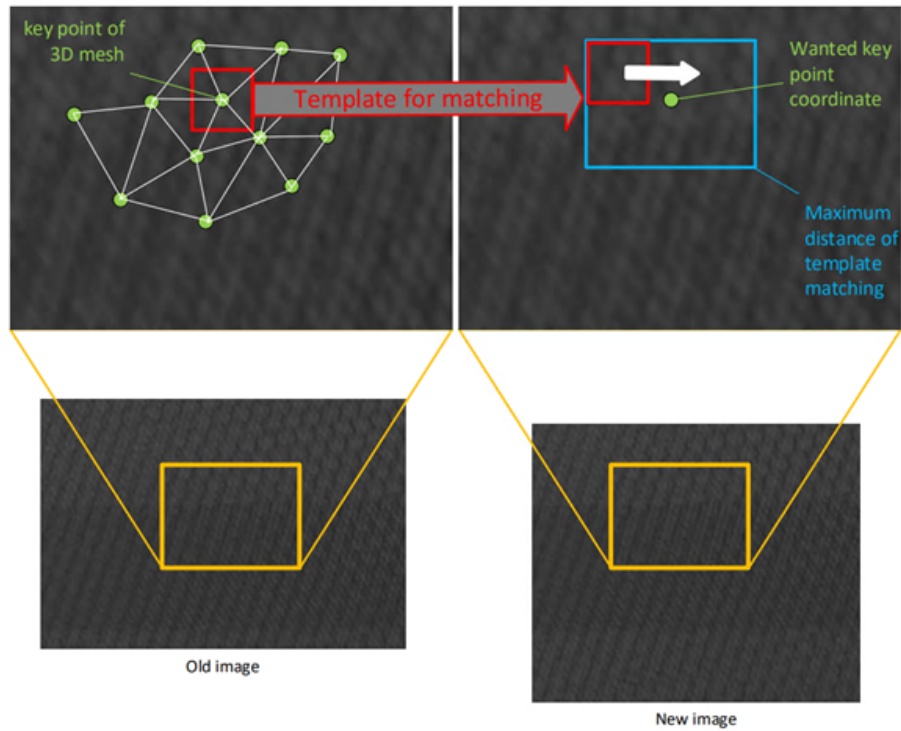 key point of
3D mesh
Template for matching
Wanted key
point
coordinate
Maximum
distance of
template
matching
Old image
New image